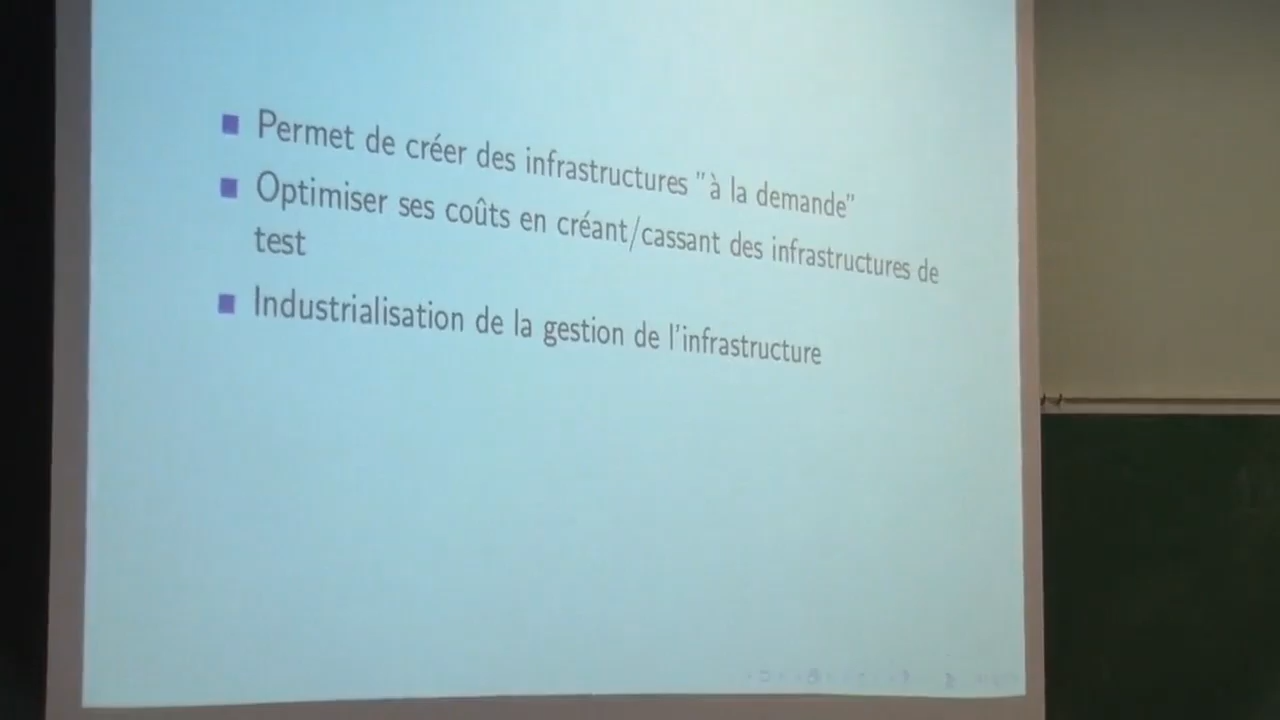 Permet de créer des infrastructures "à la demande"
Optimiser ses coûts en créant/cassant des infrastructures de
test
Industrialisation de la gestion de l'infrastructure